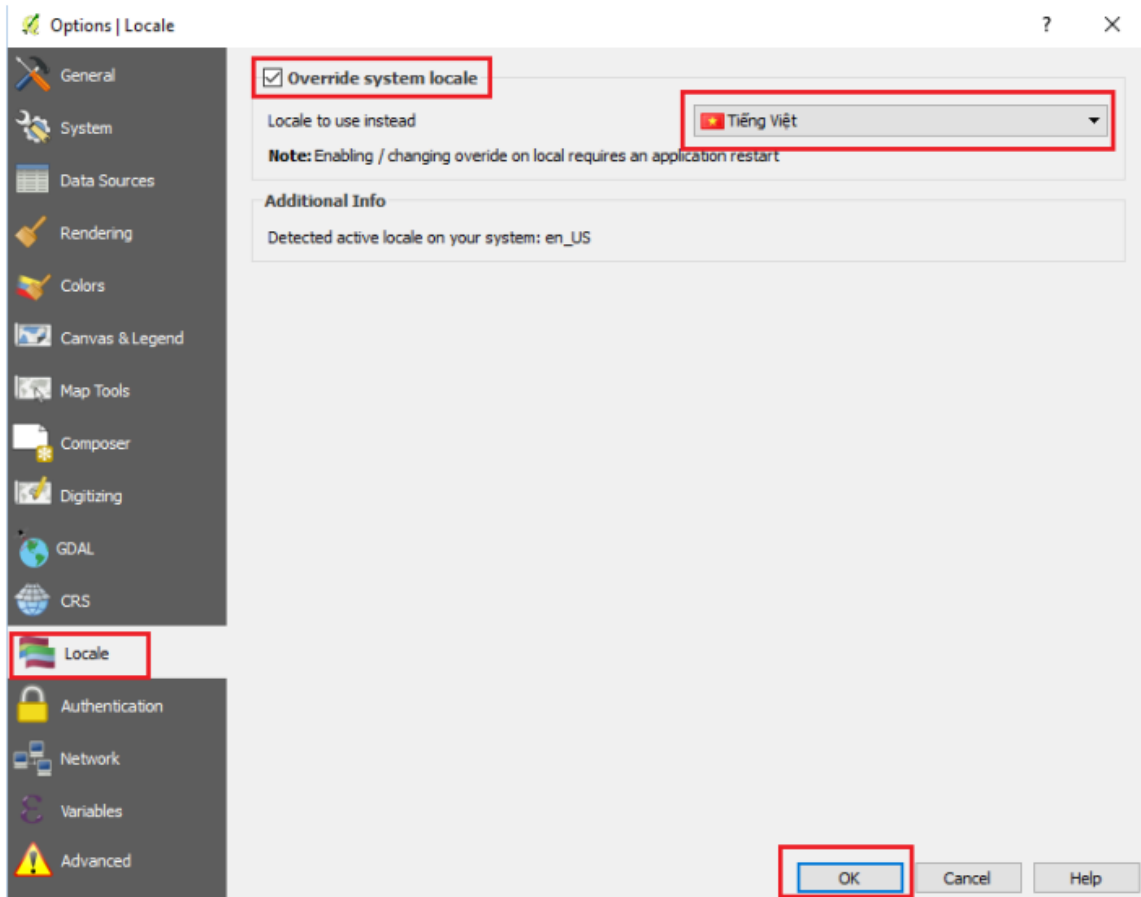 Options | Locale
General
System
Data Sources
Rendering
Colors
Canvas & Legend
Map Tools
Composer
Digitizing
GDAL
CRS
Locale
Authentication
Network
Variables
Advanced
Override system locale
Locale to use instead
Tiếng Việt
Note: Enabling / changing overide on local requires an application restart
Additional Info
Detected active locale on your system: en_US
OK
Cancel
Help